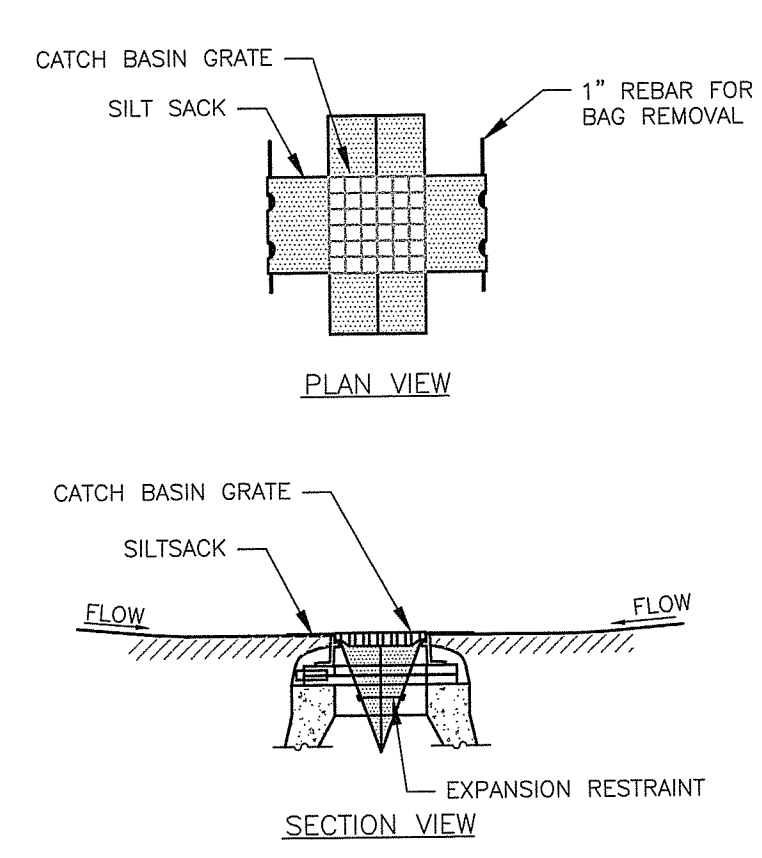 CATCH BASIN GRATE
SILT SACK
1" REBAR FOR
BAG REMOVAL
PLAN VIEW
CATCH BASIN GRATE
SILTSACK
FLOW
FLOW
EXPANSION RESTRAINT
SECTION VIEW